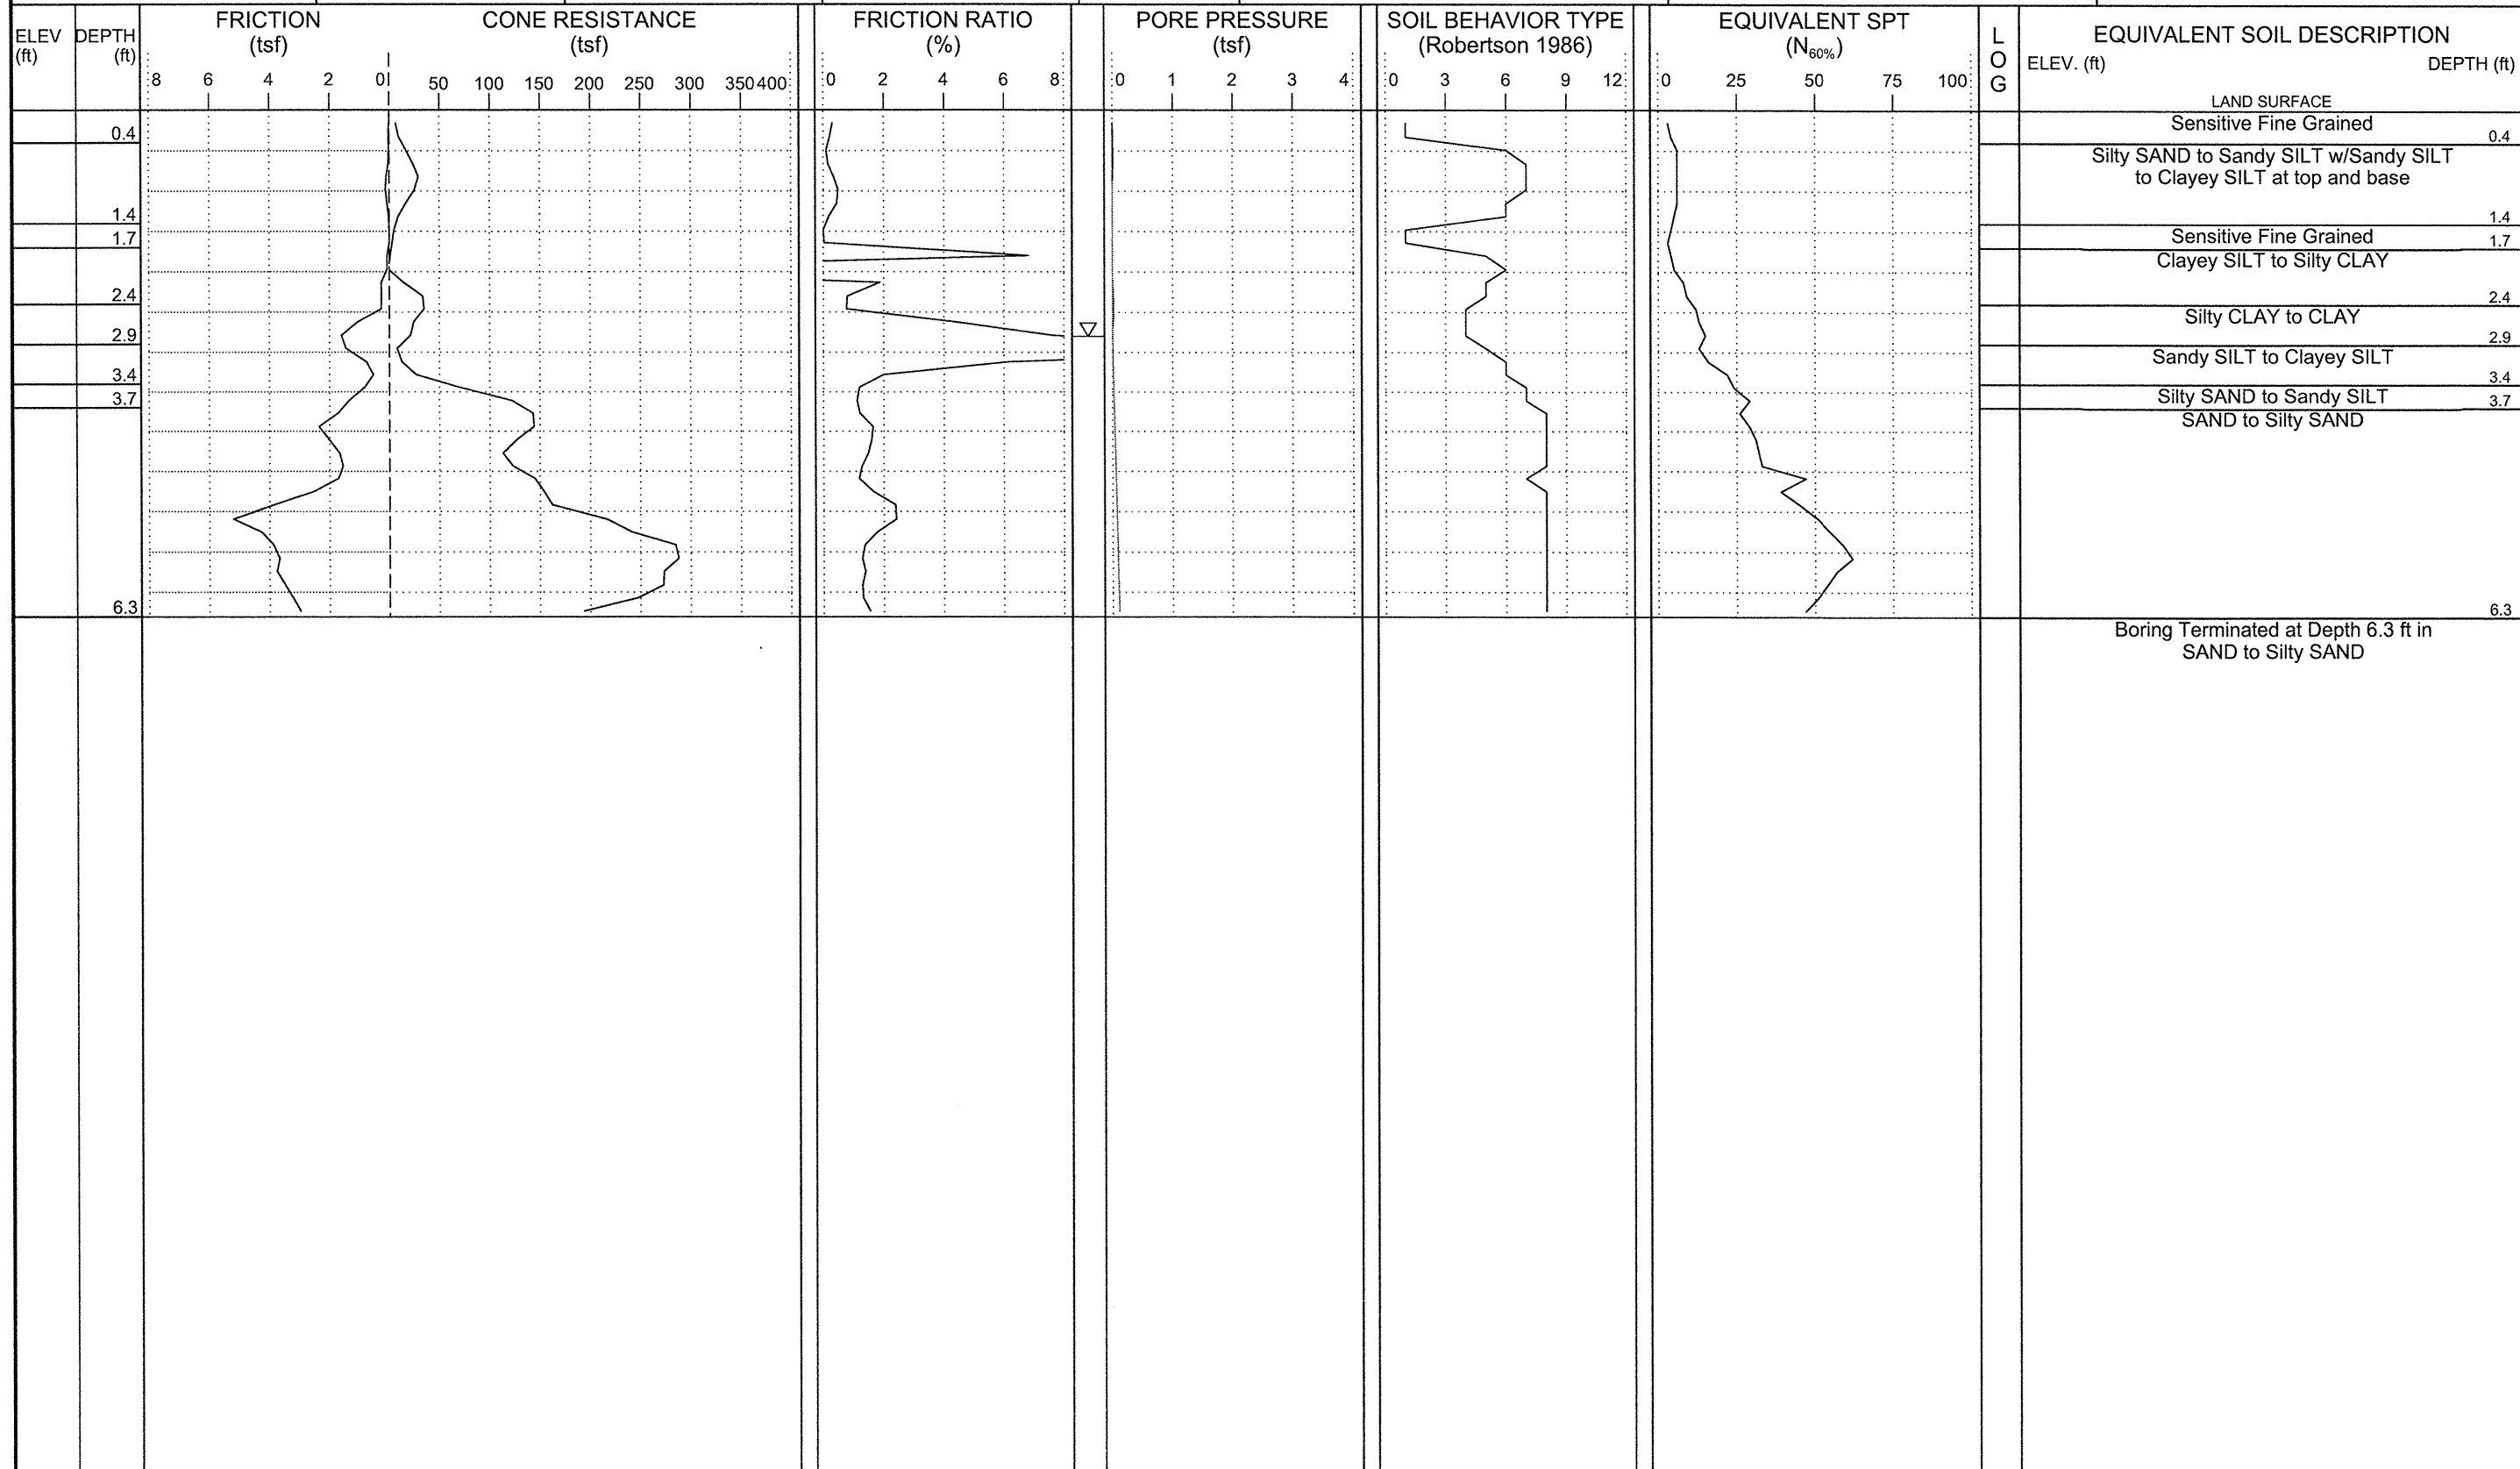 ELEV
(ft)
DEPTH
(ft)
FRICTION
(tsf)
8 6 4 2 0
CONE RESISTANCE
(tsf)
50 100 150 200 250 300 350 400
FRICTION RATIO
(%)
0 2 4 6 8
PORE PRESSURE
(tsf)
0 1 2 3 4
SOIL BEHAVIOR TYPE
(Robertson 1986)
0 3 6 9 12
EQUIVALENT SPT
(N60%)
0 25 50 75 100
L
O
G
EQUIVALENT SOIL DESCRIPTION
ELEV. (ft) DEPTH (ft)
LAND SURFACE
0.4
1.4
1.7
2.4
2.9
3.4
3.7
6.3
Sensitive Fine Grained
0.4
Silty SAND to Sandy SILT w/Sandy SILT
to Clayey SILT at top and base
1.4
Sensitive Fine Grained
1.7
Clayey SILT to Silty CLAY
2.4
Silty CLAY to CLAY
2.9
Sandy SILT to Clayey SILT
3.4
Silty SAND to Sandy SILT
3.7
SAND to Silty SAND
6.3
Boring Terminated at Depth 6.3 ft in
SAND to Silty SAND